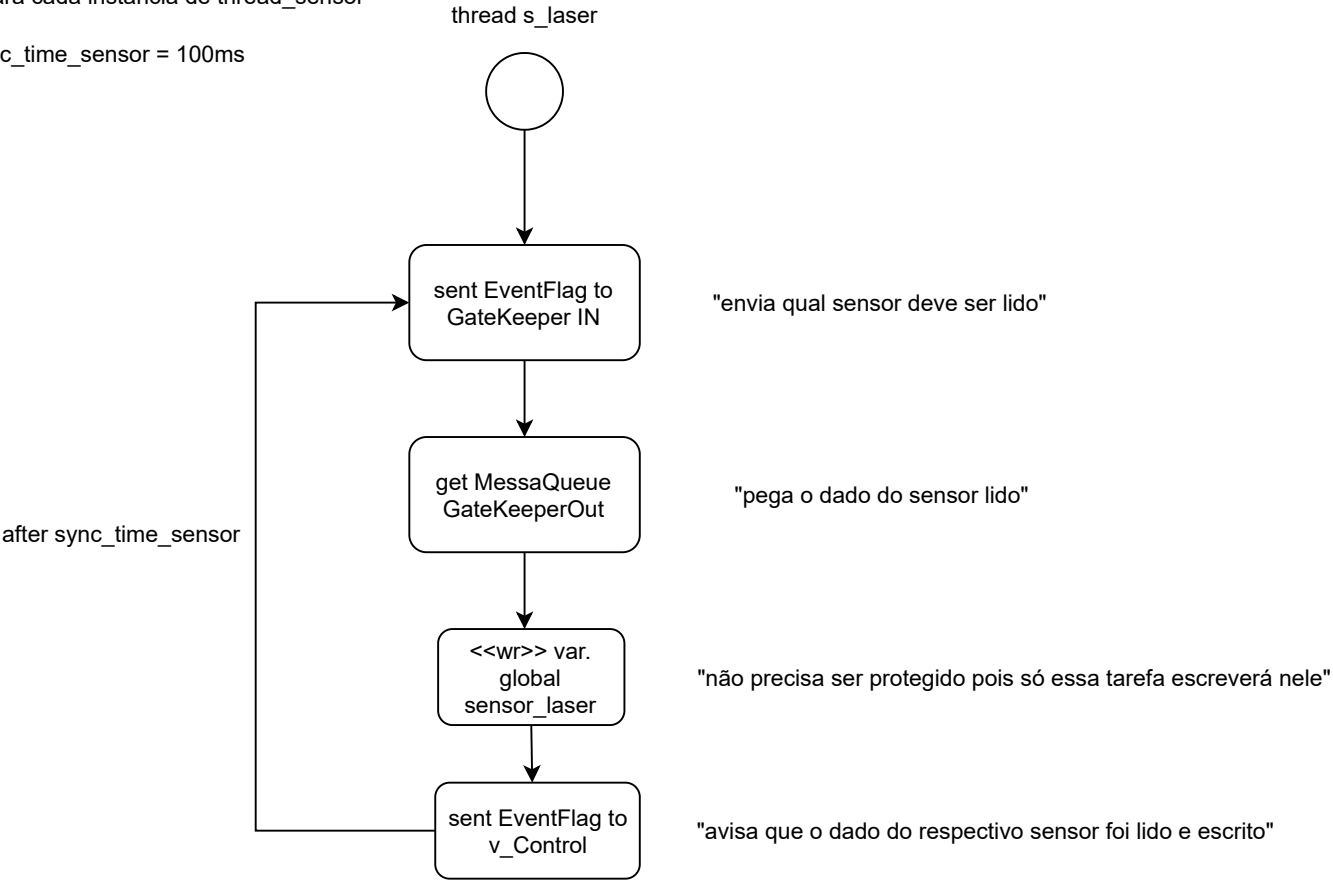 cada instância de thread_sensor
thread s_laser
c_time_sensor = 100ms
sent EventFlag to
GateKeeper IN
"envia qual sensor deve ser lido"
get MessaQueue
GateKeeperOut
"pega o dado do sensor lido"
after sync_time_sensor
<<wr>> var.
global
sensor_laser
"não precisa ser protegido pois só essa tarefa escreverá nele"
sent EventFlag to
v_Control
"avisa que o dado do respectivo sensor foi lido e escrito"